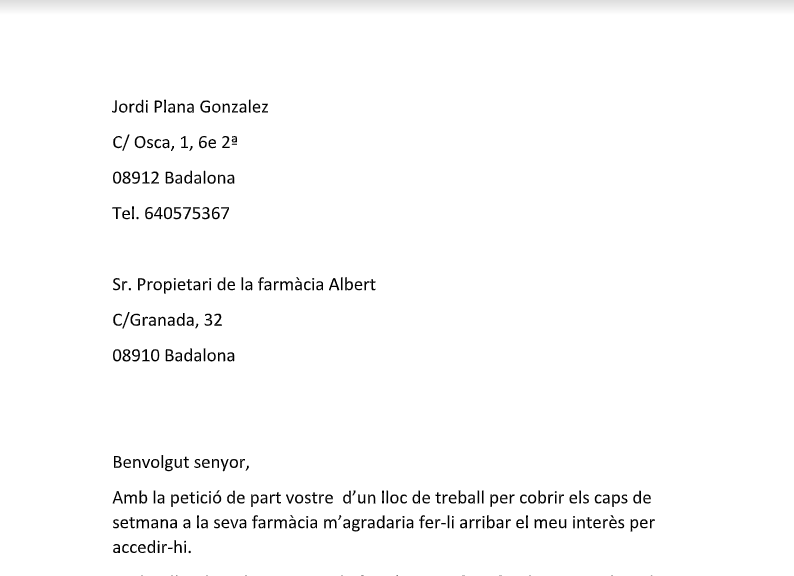 Jordi Plana Gonzalez
C/ Osca, 1, 6e 2ª
08912 Badalona
Tel. 640575367
Sr. Propietari de la farmàcia Albert
C/Granada, 32
08910 Badalona
Benvolgut senyor,
Amb la petició de part vostre  d’un lloc de treball per cobrir els caps de
setmana a la seva farmàcia m’agradaria fer-li arribar el meu interès per
accedir-hi.